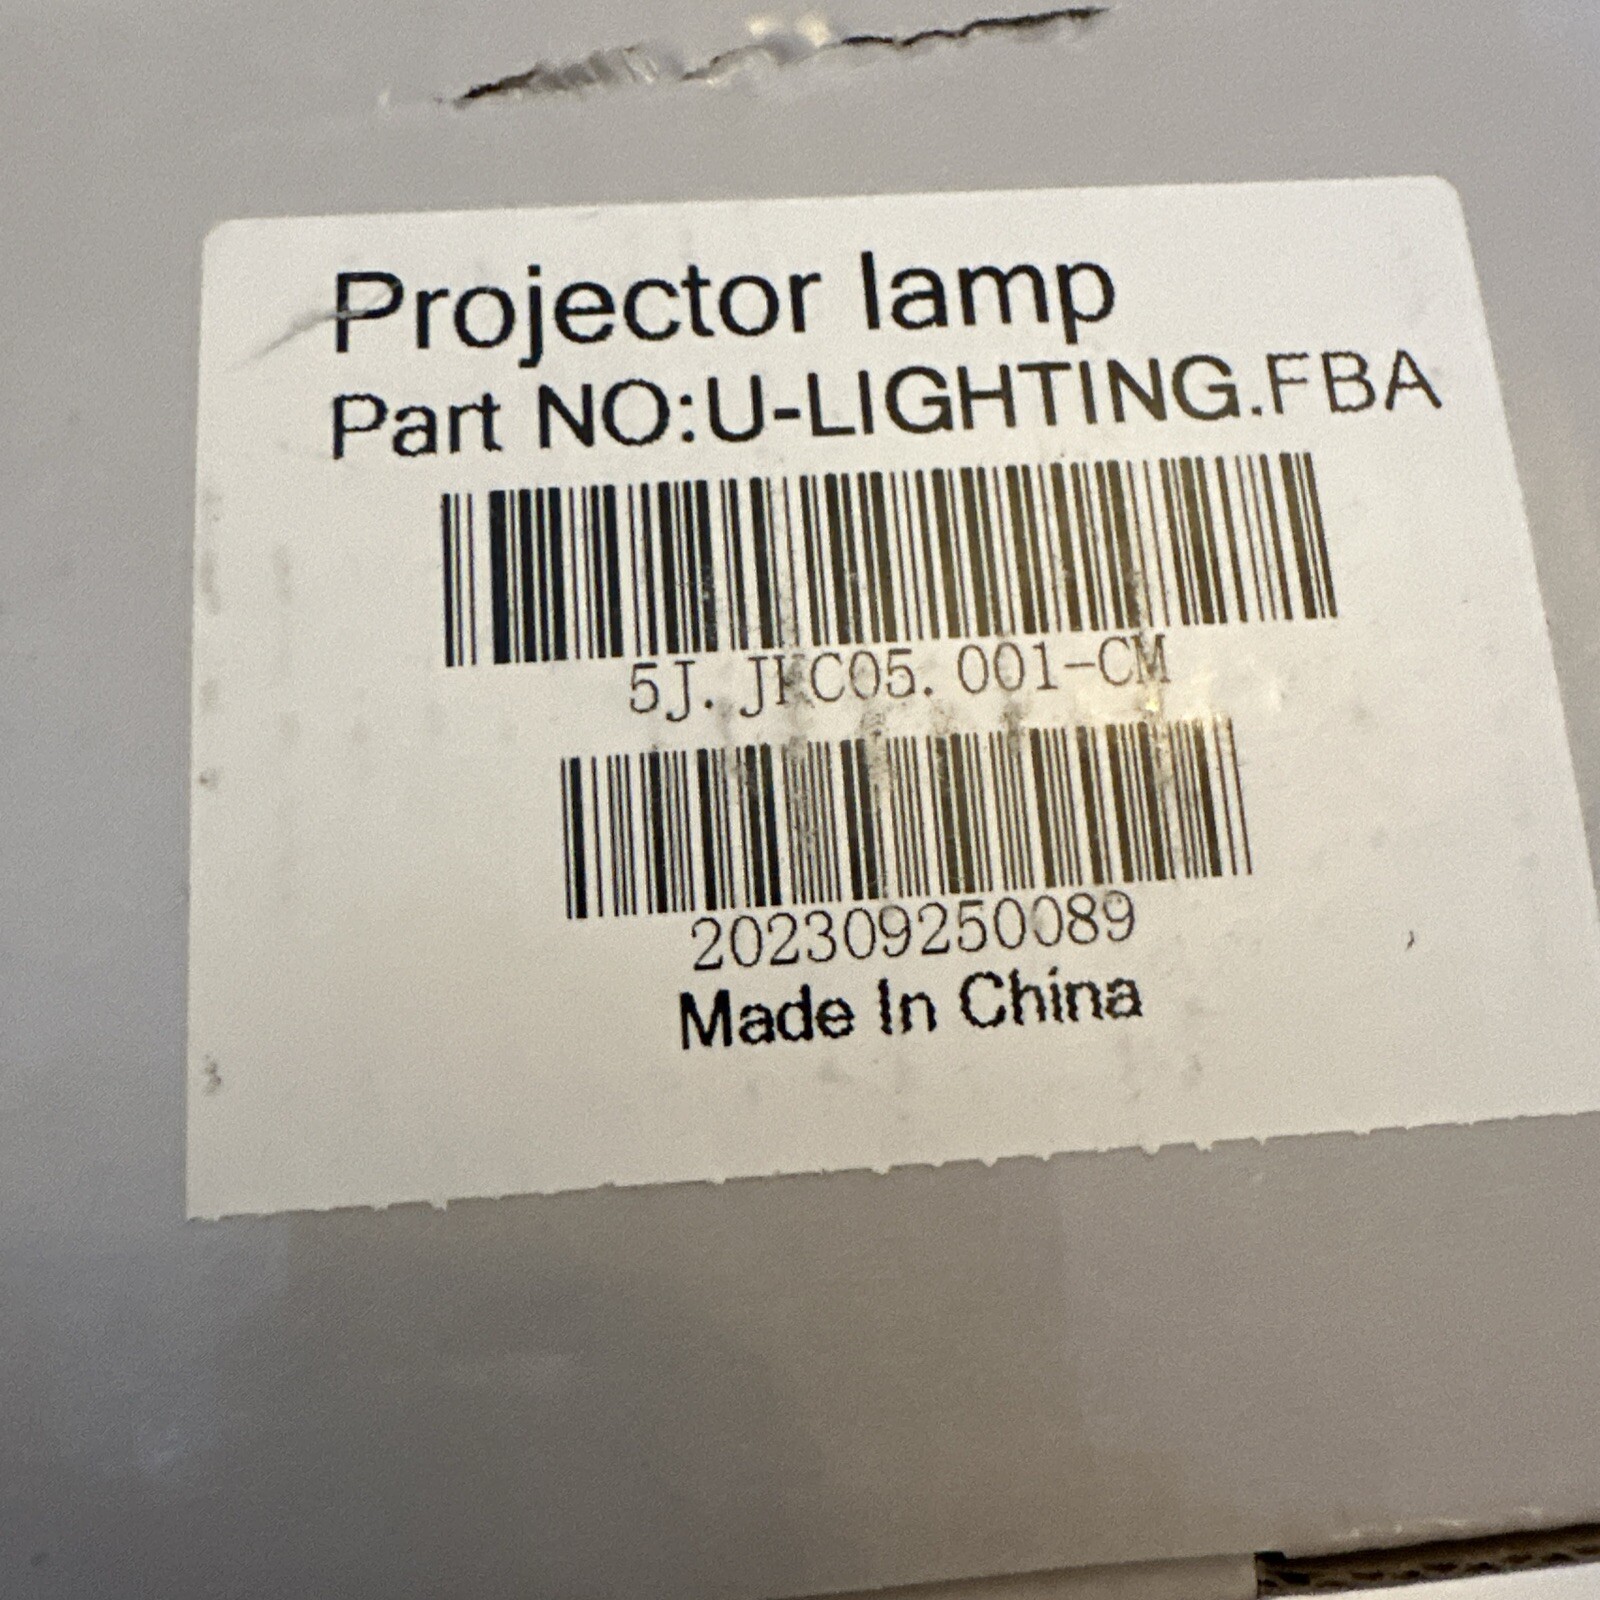 Projector lamp
Part NO:U-LIGHTING.FBA
5J. JKC05. 001-CM
202309250089
Made In China